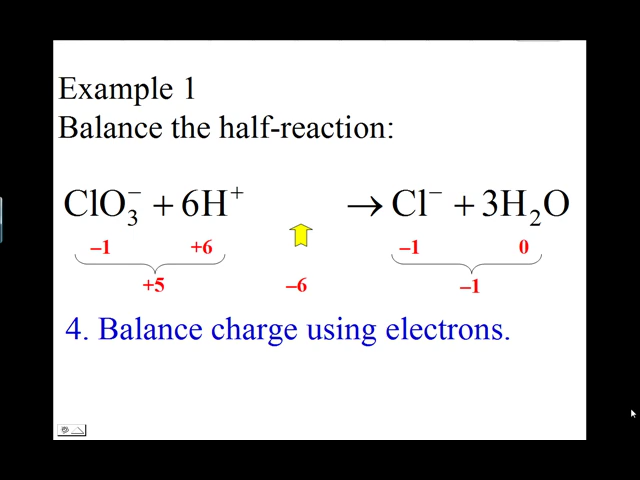 Example 1
Balance the half-reaction:
ClO₃⁻ + 6H⁺ → Cl⁻ + 3H₂O
–1 +6 –1 0
+5 –6 –1
4. Balance charge using electrons.